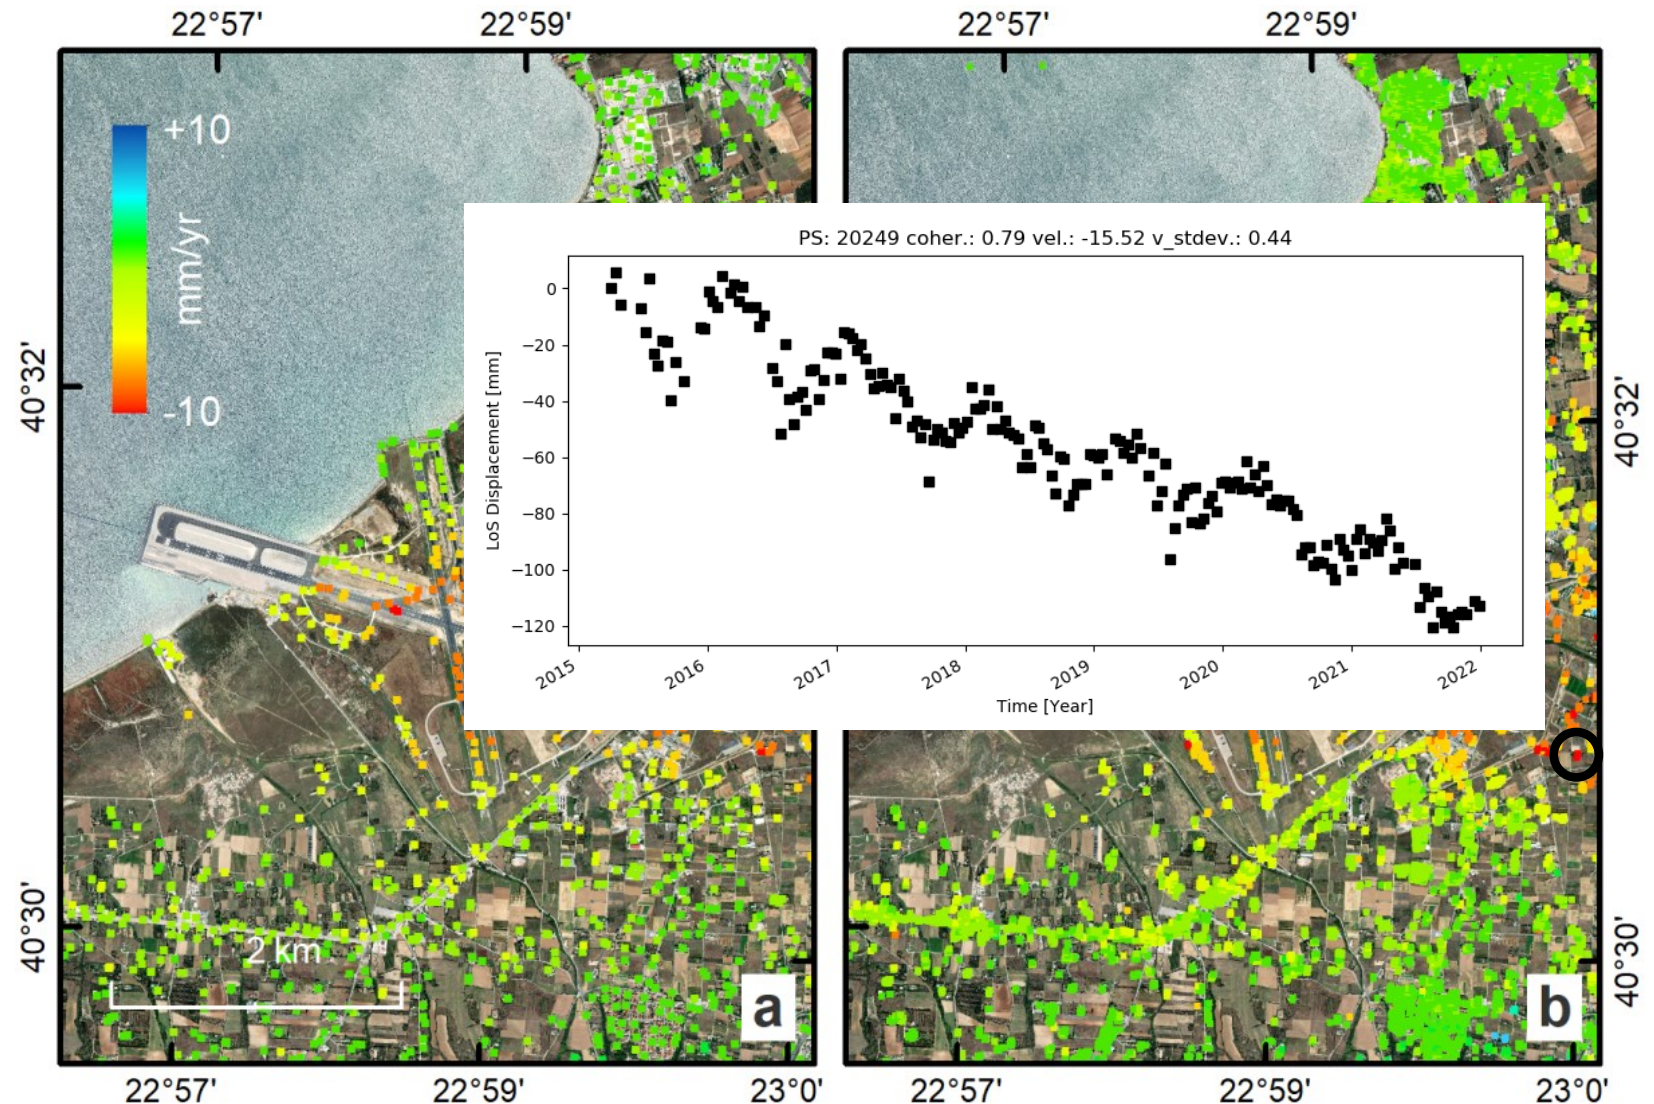 22°57' 22°59' 22°57' 22°59'
+10
mm/yr
-10
40°32'
40°32'
PS: 20249 coher.: 0.79 vel.: -15.52 v_stdev.: 0.44
LoS Displacement [mm]
0
−20
−40
−60
−80
−100
−120
2015 2016 2017 2018 2019 2020 2021 2022
Time [Year]
40°30'
40°30'
2 km
a
b
22°57' 22°59' 23°0' 22°57' 22°59' 23°0'